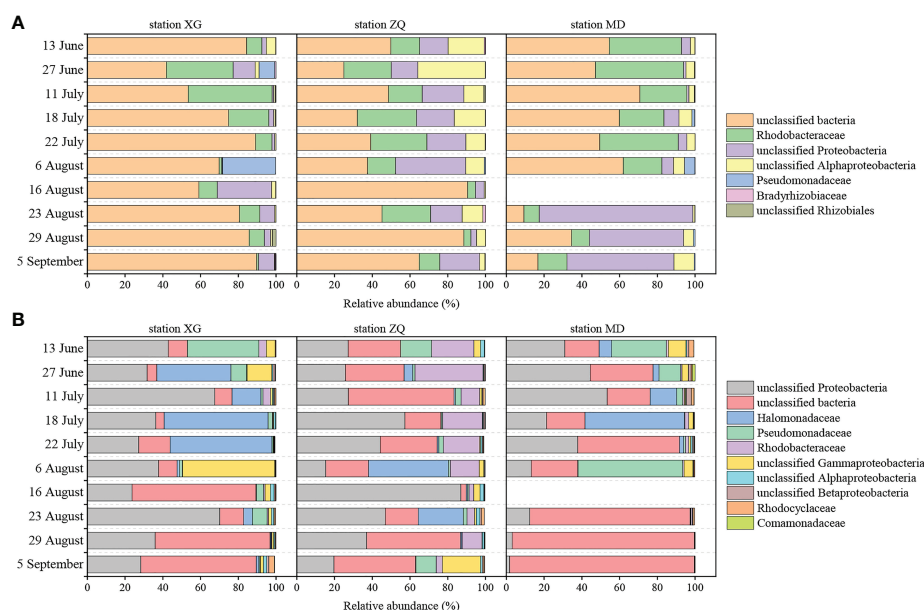 A
station XG
station ZQ
station MD
13 June
27 June
11 July
18 July
22 July
6 August
16 August
23 August
29 August
5 September
0 20 40 60 80 100 0 20 40 60 80 100 0 20 40 60 80 100
Relative abundance (%)
unclassified bacteria
Rhodobacteraceae
unclassified Proteobacteria
unclassified Alphaproteobacteria
Pseudomonadaceae
Bradyrhizobiaceae
unclassified Rhizobiales
B
station XG
station ZQ
station MD
13 June
27 June
11 July
18 July
22 July
6 August
16 August
23 August
29 August
5 September
0 20 40 60 80 100 0 20 40 60 80 100 0 20 40 60 80 100
Relative abundance (%)
unclassified Proteobacteria
unclassified bacteria
Halomonadaceae
Pseudomonadaceae
Rhodobacteraceae
unclassified Gammaproteobacteria
unclassified Alphaproteobacteria
unclassified Betaproteobacteria
Rhodocyclaceae
Comamonadaceae